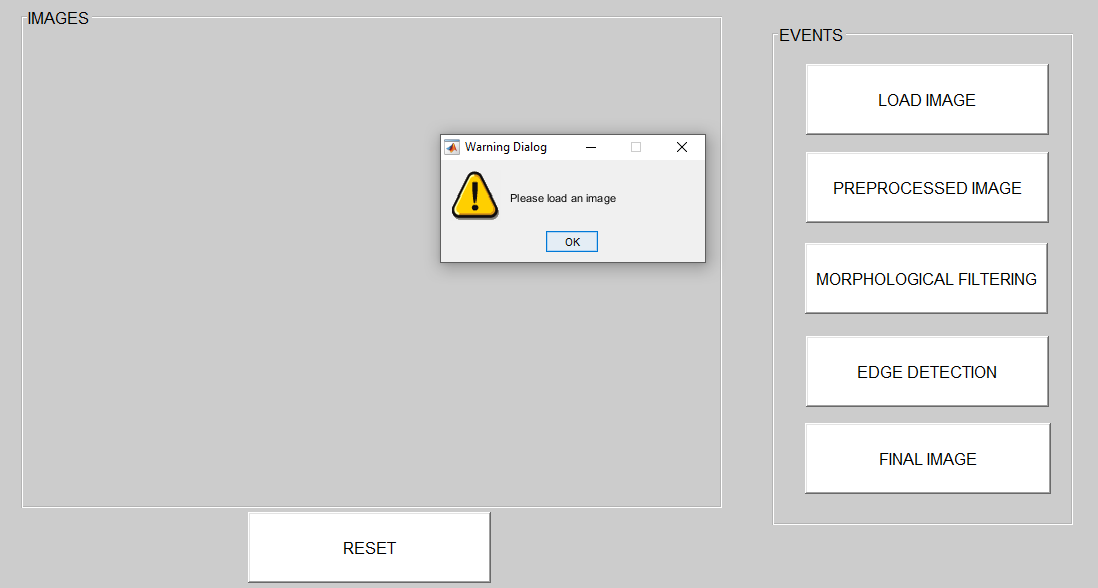 IMAGES
Warning Dialog
Please load an image
OK
RESET
EVENTS
LOAD IMAGE
PREPROCESSED IMAGE
MORPHOLOGICAL FILTERING
EDGE DETECTION
FINAL IMAGE